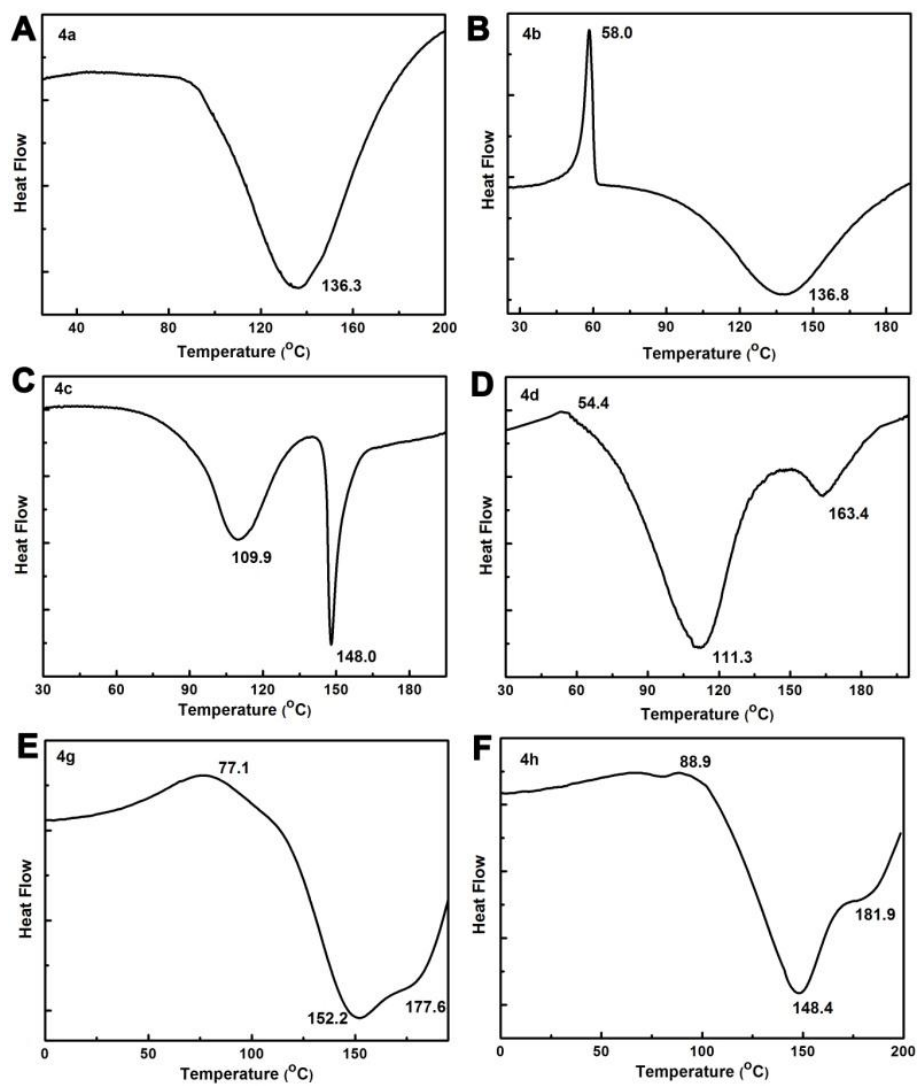 A
4a
136.3
Heat Flow
40 80 120 160 200
Temperature (°C)
B
4b
58.0
136.8
Heat Flow
30 60 90 120 150 180
Temperature (°C)
C
4c
109.9
148.0
Heat Flow
30 60 90 120 150 180
Temperature (°C)
D
4d
54.4
163.4
111.3
Heat Flow
30 60 90 120 150 180
Temperature (°C)
E
4g
77.1
152.2
177.6
Heat Flow
0 50 100 150
Temperature (°C)
F
4h
88.9
181.9
148.4
Heat Flow
0 50 100 150 200
Temperature (°C)